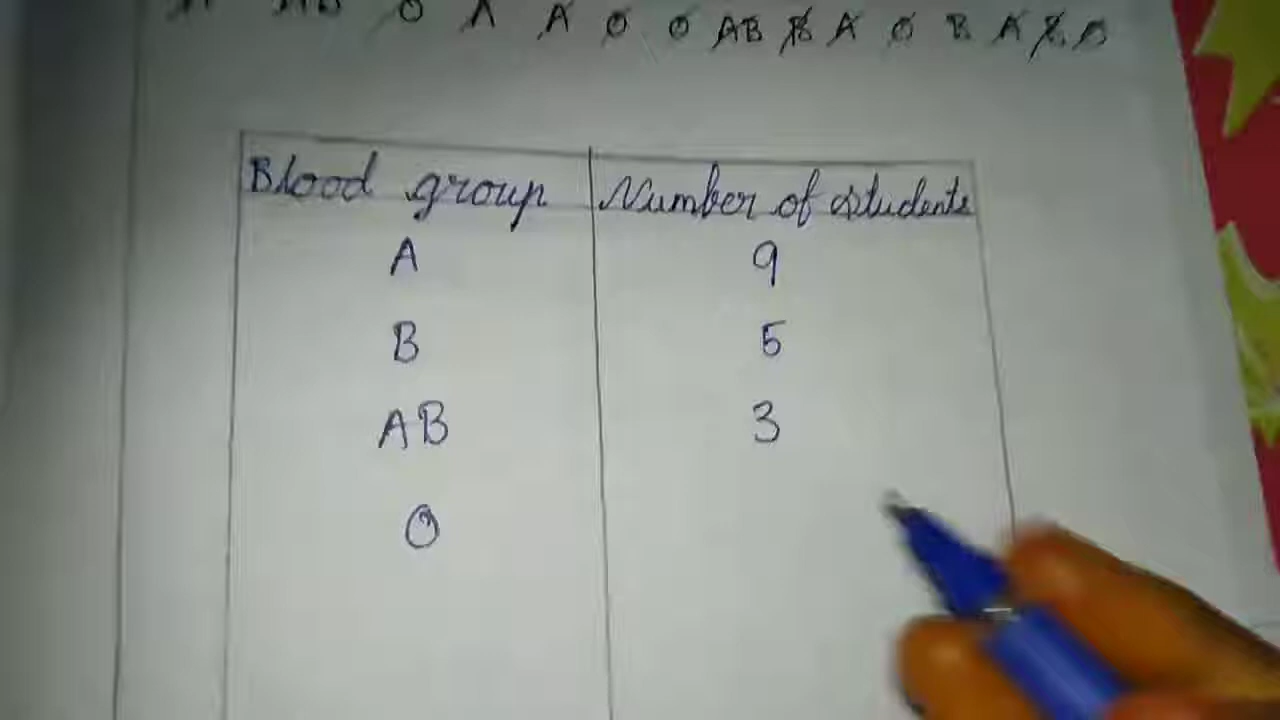 O A A O O AB B A O B A B O
Blood group Number of students
A 9
B 5
AB 3
O